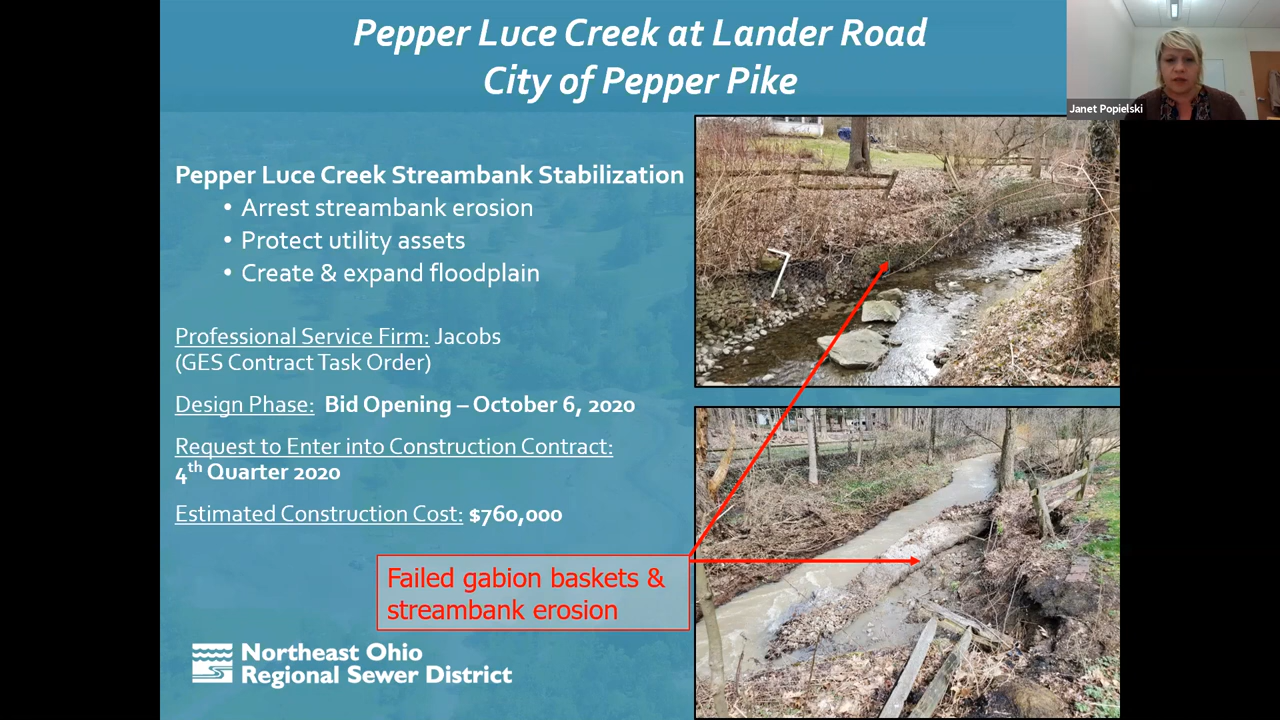 Pepper Luce Creek at Lander Road
City of Pepper Pike
Janet Popielski
Pepper Luce Creek Streambank Stabilization
• Arrest streambank erosion
• Protect utility assets
• Create & expand floodplain
Professional Service Firm: Jacobs
(GES Contract Task Order)
Design Phase: Bid Opening – October 6, 2020
Request to Enter into Construction Contract:
4th Quarter 2020
Estimated Construction Cost: $760,000
Failed gabion baskets &
streambank erosion
Northeast Ohio
Regional Sewer District